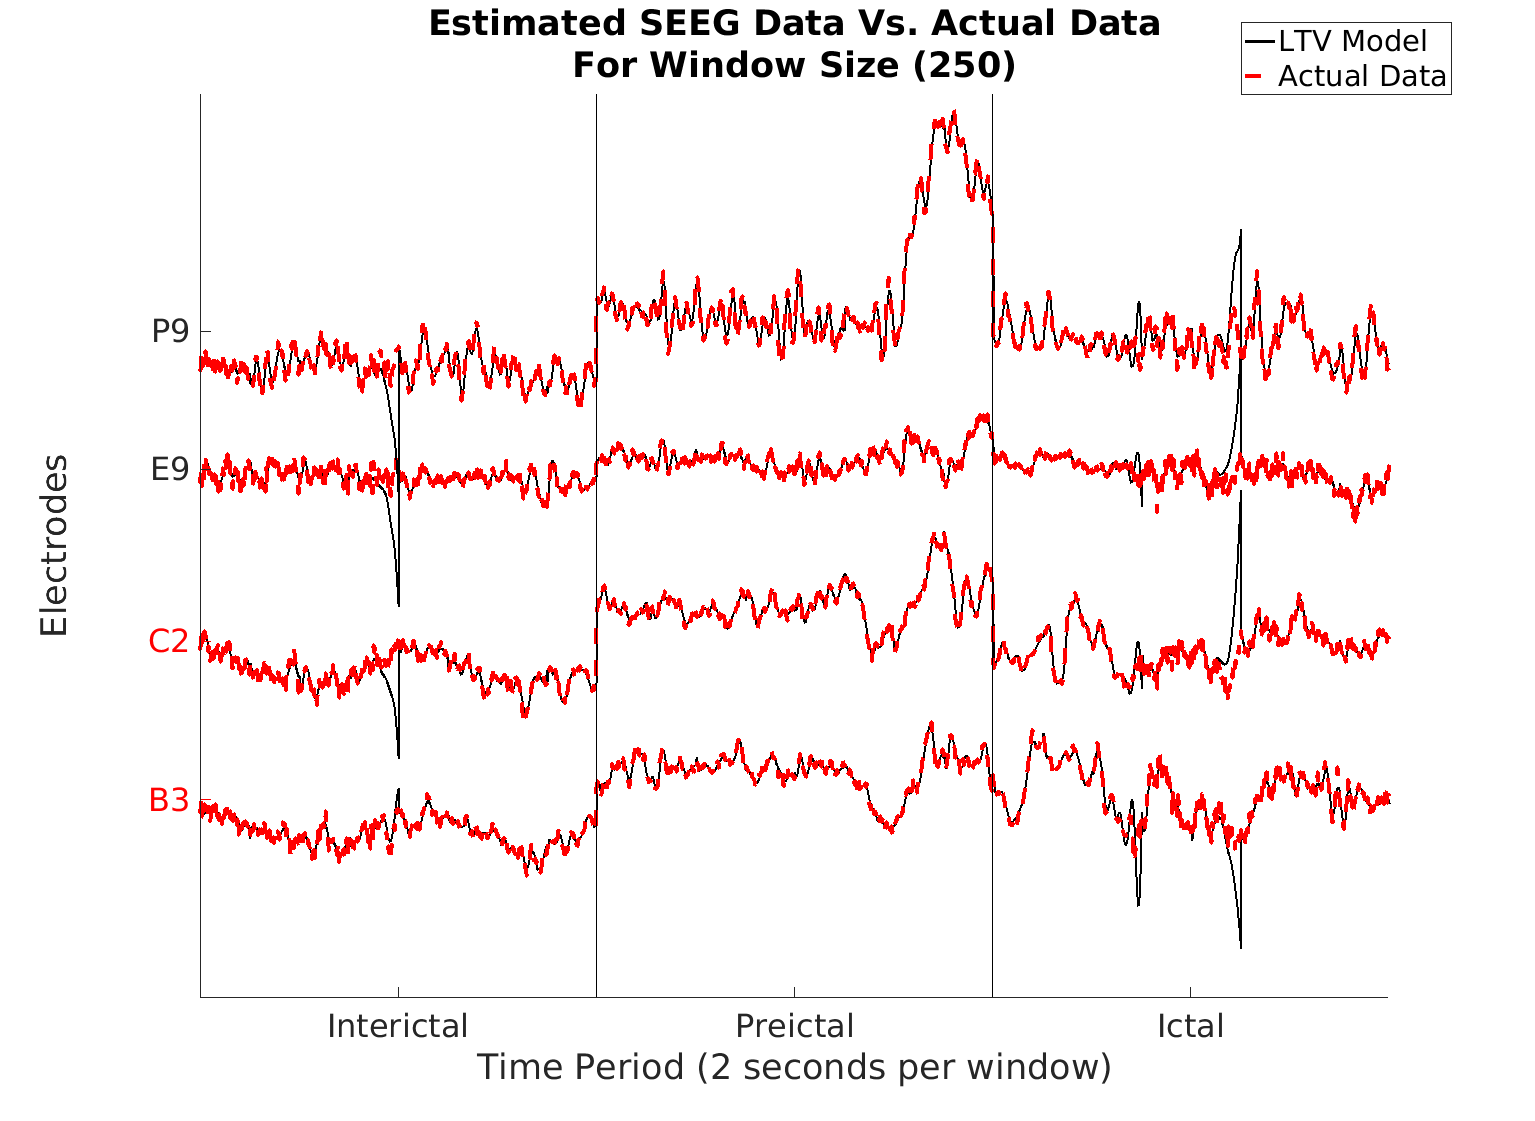 Estimated SEEG Data Vs. Actual Data
For Window Size (250)
LTV Model
Actual Data
P9
E9
C2
B3
Electrodes
Interictal
Preictal
Ictal
Time Period (2 seconds per window)